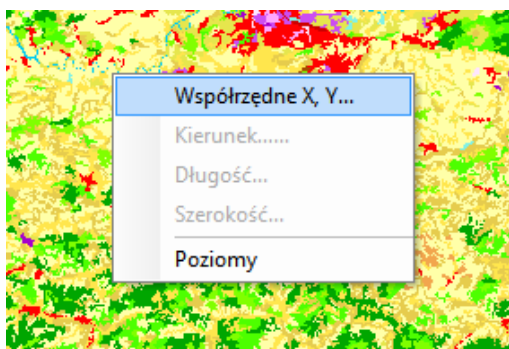 Współrzędne X, Y...
Kierunek......
Długość...
Szerokość...
Poziomy